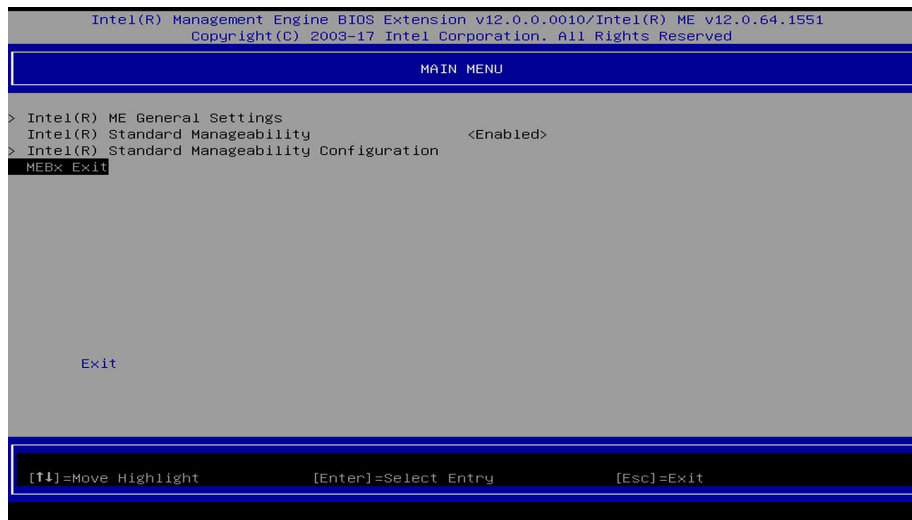 Intel(R) Management Engine BIOS Extension v12.0.0.0010/Intel(R) ME v12.0.64.1551
Copyright(C) 2003-17 Intel Corporation. All Rights Reserved
MAIN MENU
> Intel(R) ME General Settings
Intel(R) Standard Manageability <Enabled>
> Intel(R) Standard Manageability Configuration
MEBx Exit
Exit
[↑↓]=Move Highlight [Enter]=Select Entry [Esc]=Exit